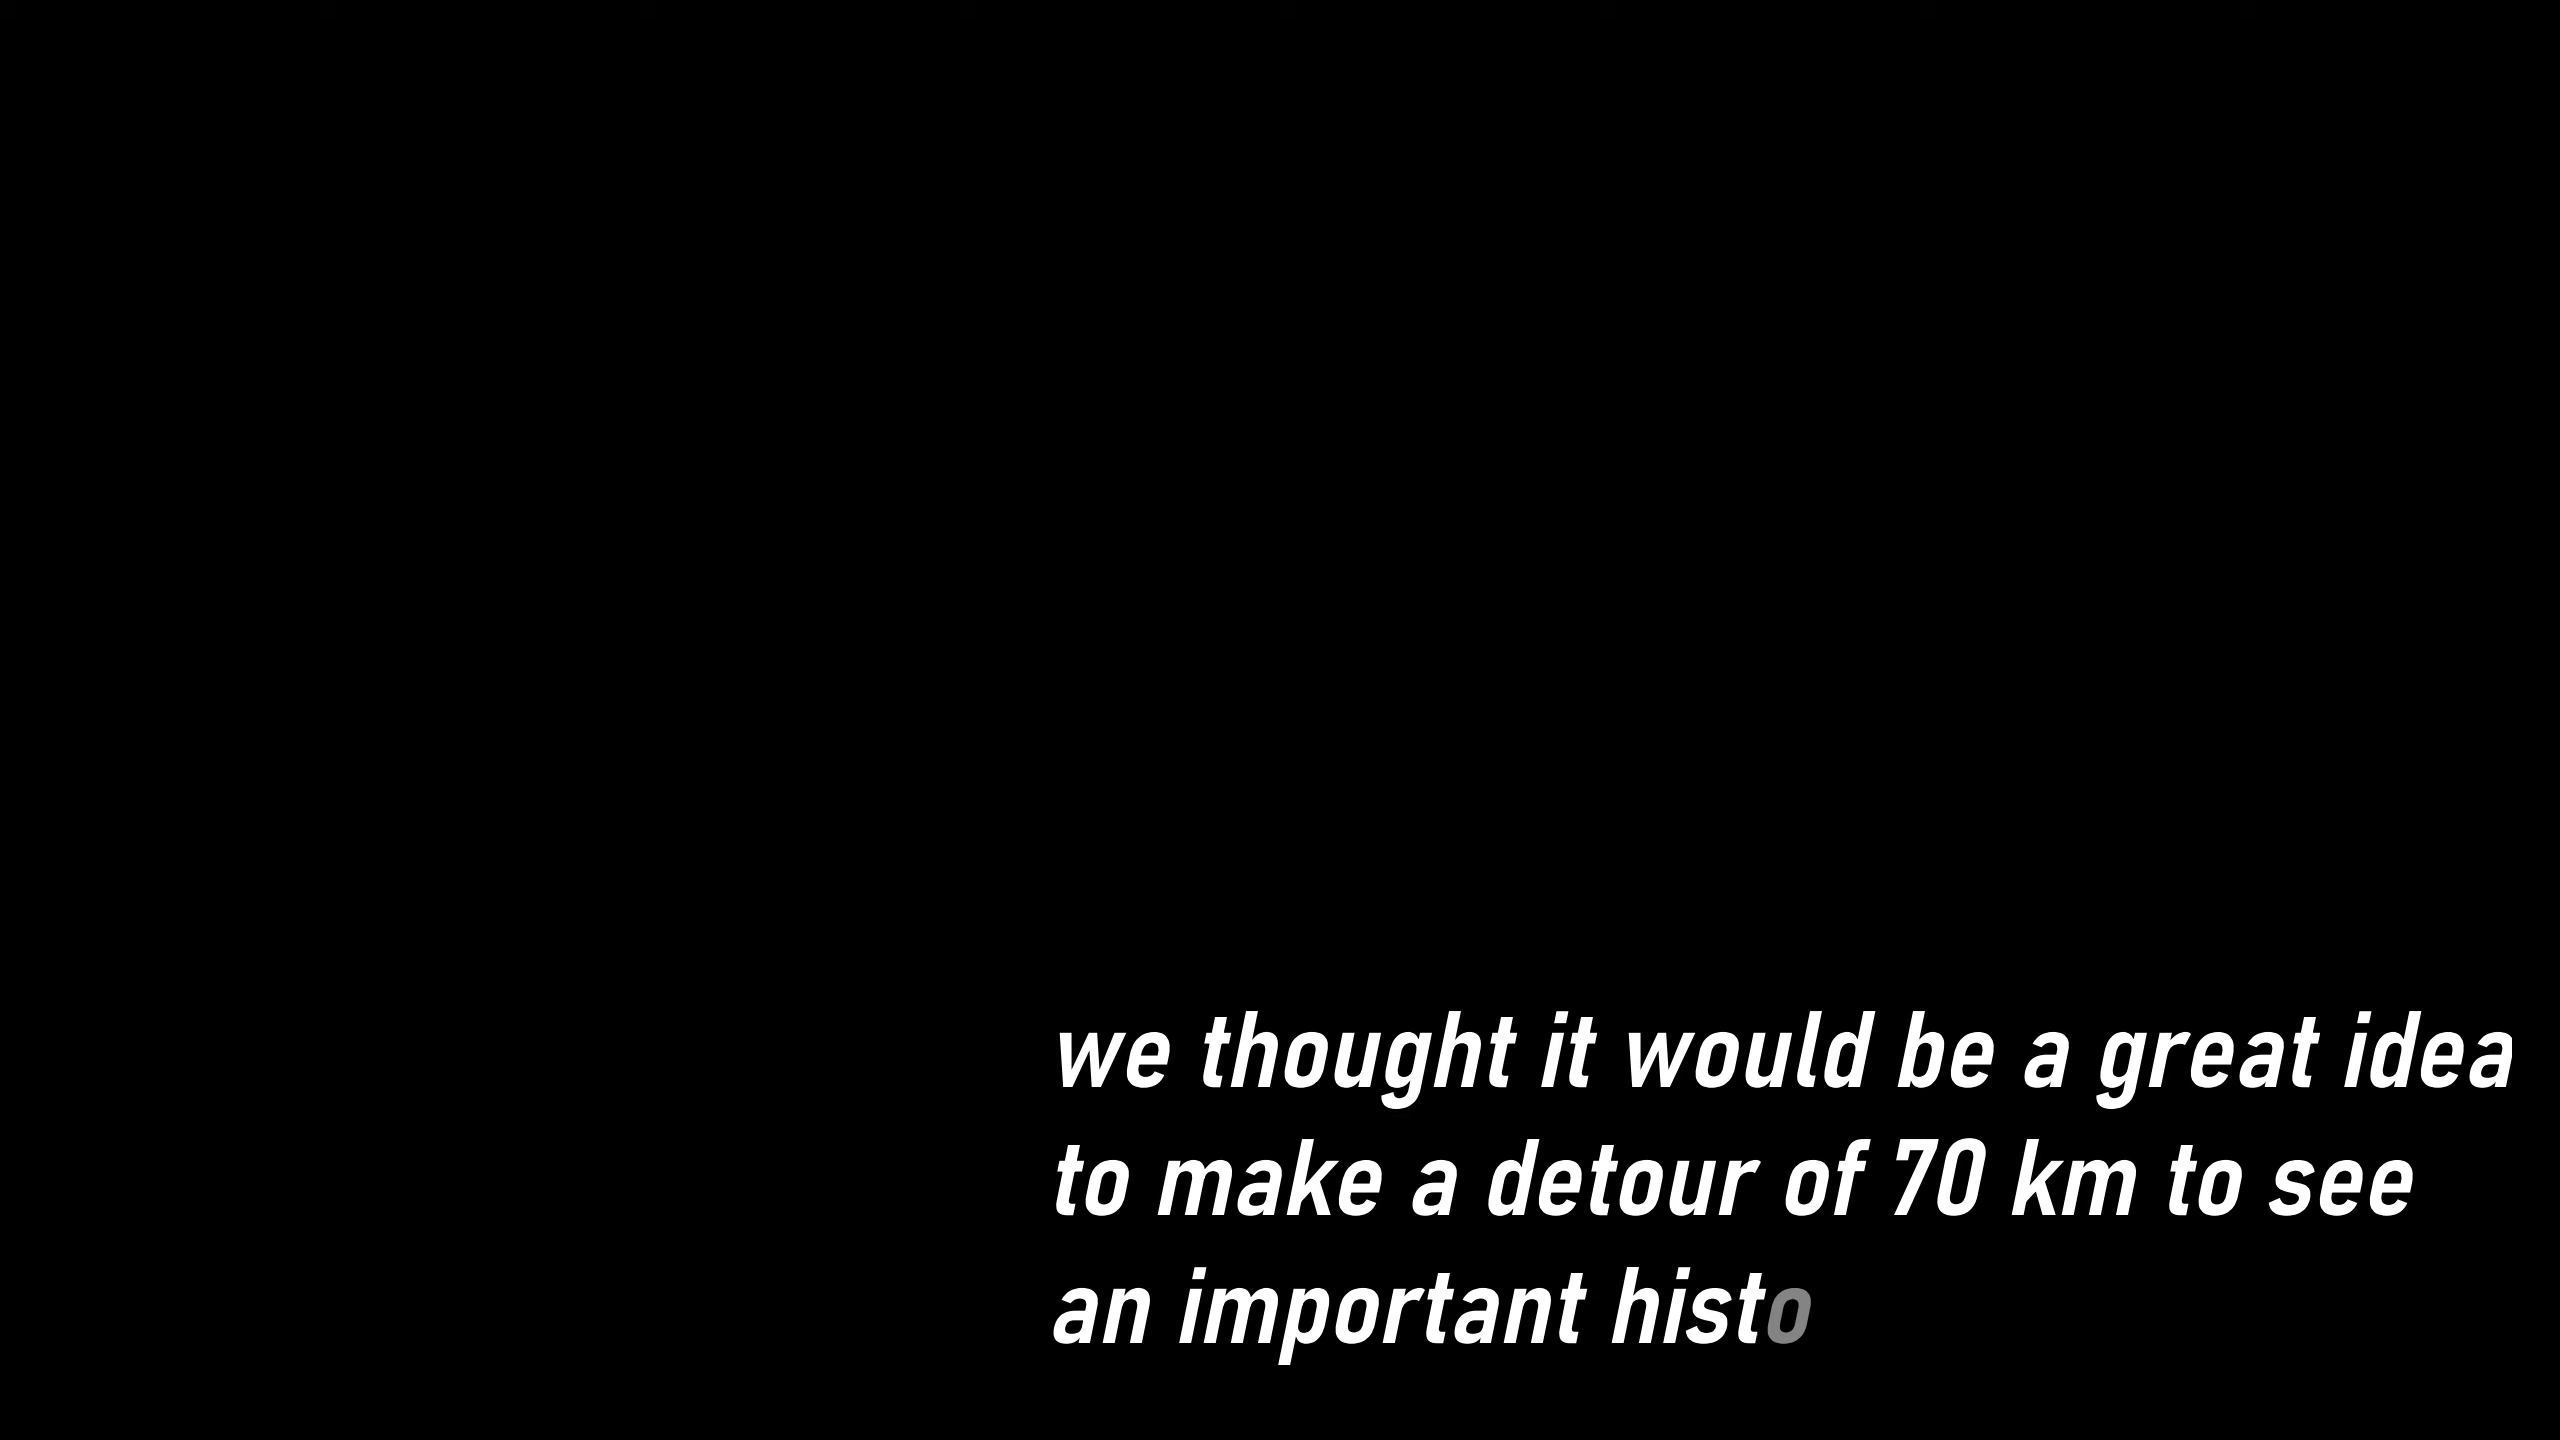 we thought it would be a great idea
to make a detour of 70 km to see
an important histo